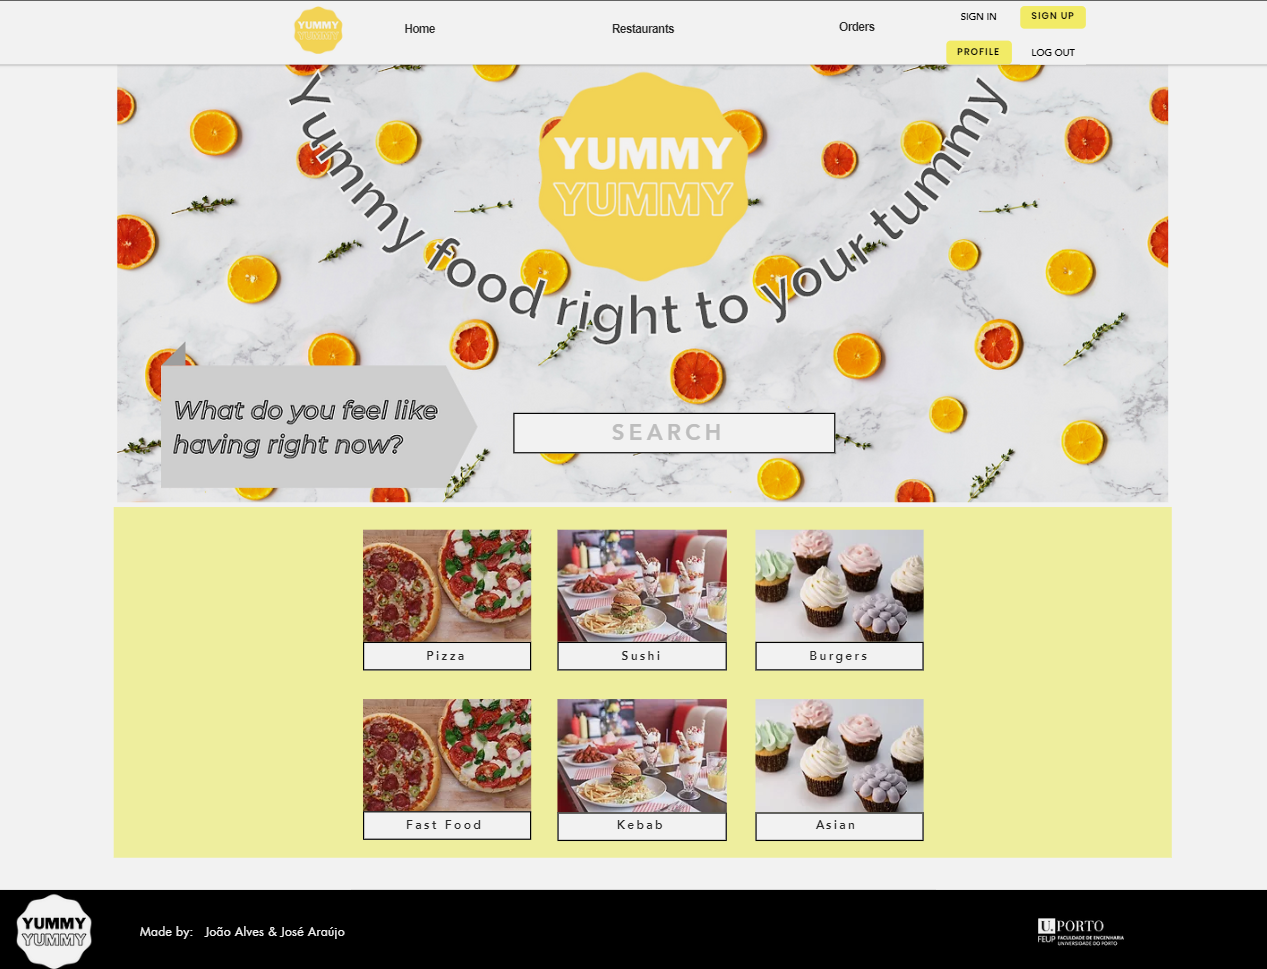 YUMMY
YUMMY
Home
Restaurants
Orders
SIGN IN
SIGN UP
PROFILE
LOG OUT
Yummy food right to your tummy
YUMMY
YUMMY
What do you feel like
having right now?
SEARCH
Pizza
Sushi
Burgers
Fast Food
Kebab
Asian
YUMMY
YUMMY
Made by: João Alves & José Araújo
U.PORTO
FEUP FACULDADE DE ENGENHARIA
UNIVERSIDADE DO PORTO